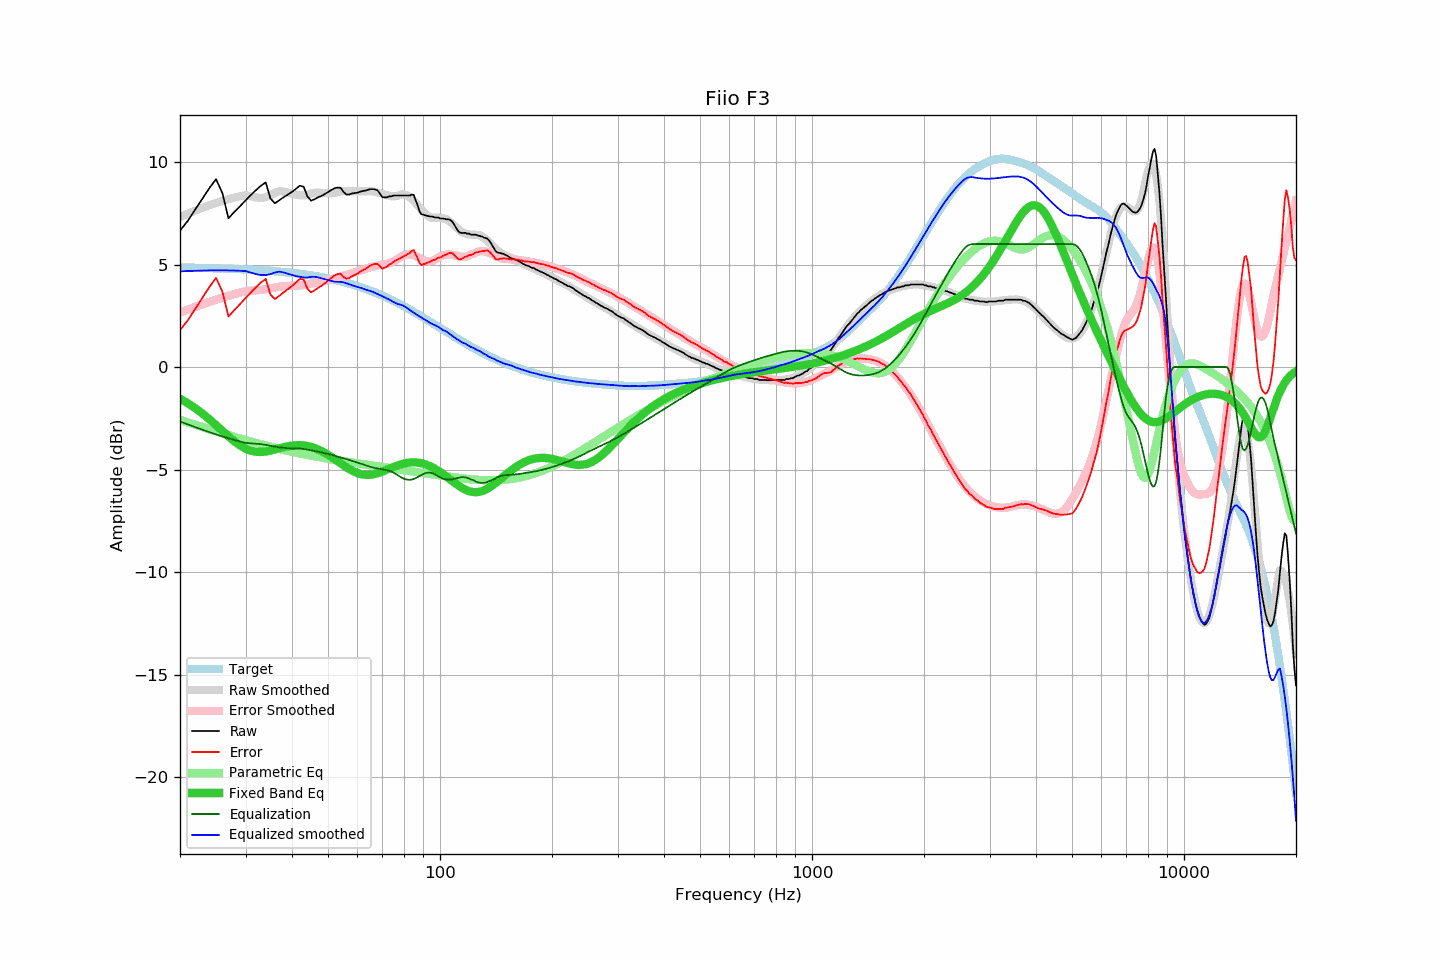 Fiio F3
Amplitude (dBr)
10
5
0
−5
−10
−15
−20
Target
Raw Smoothed
Error Smoothed
Raw
Error
Parametric Eq
Fixed Band Eq
Equalization
Equalized smoothed
100
1000
10000
Frequency (Hz)